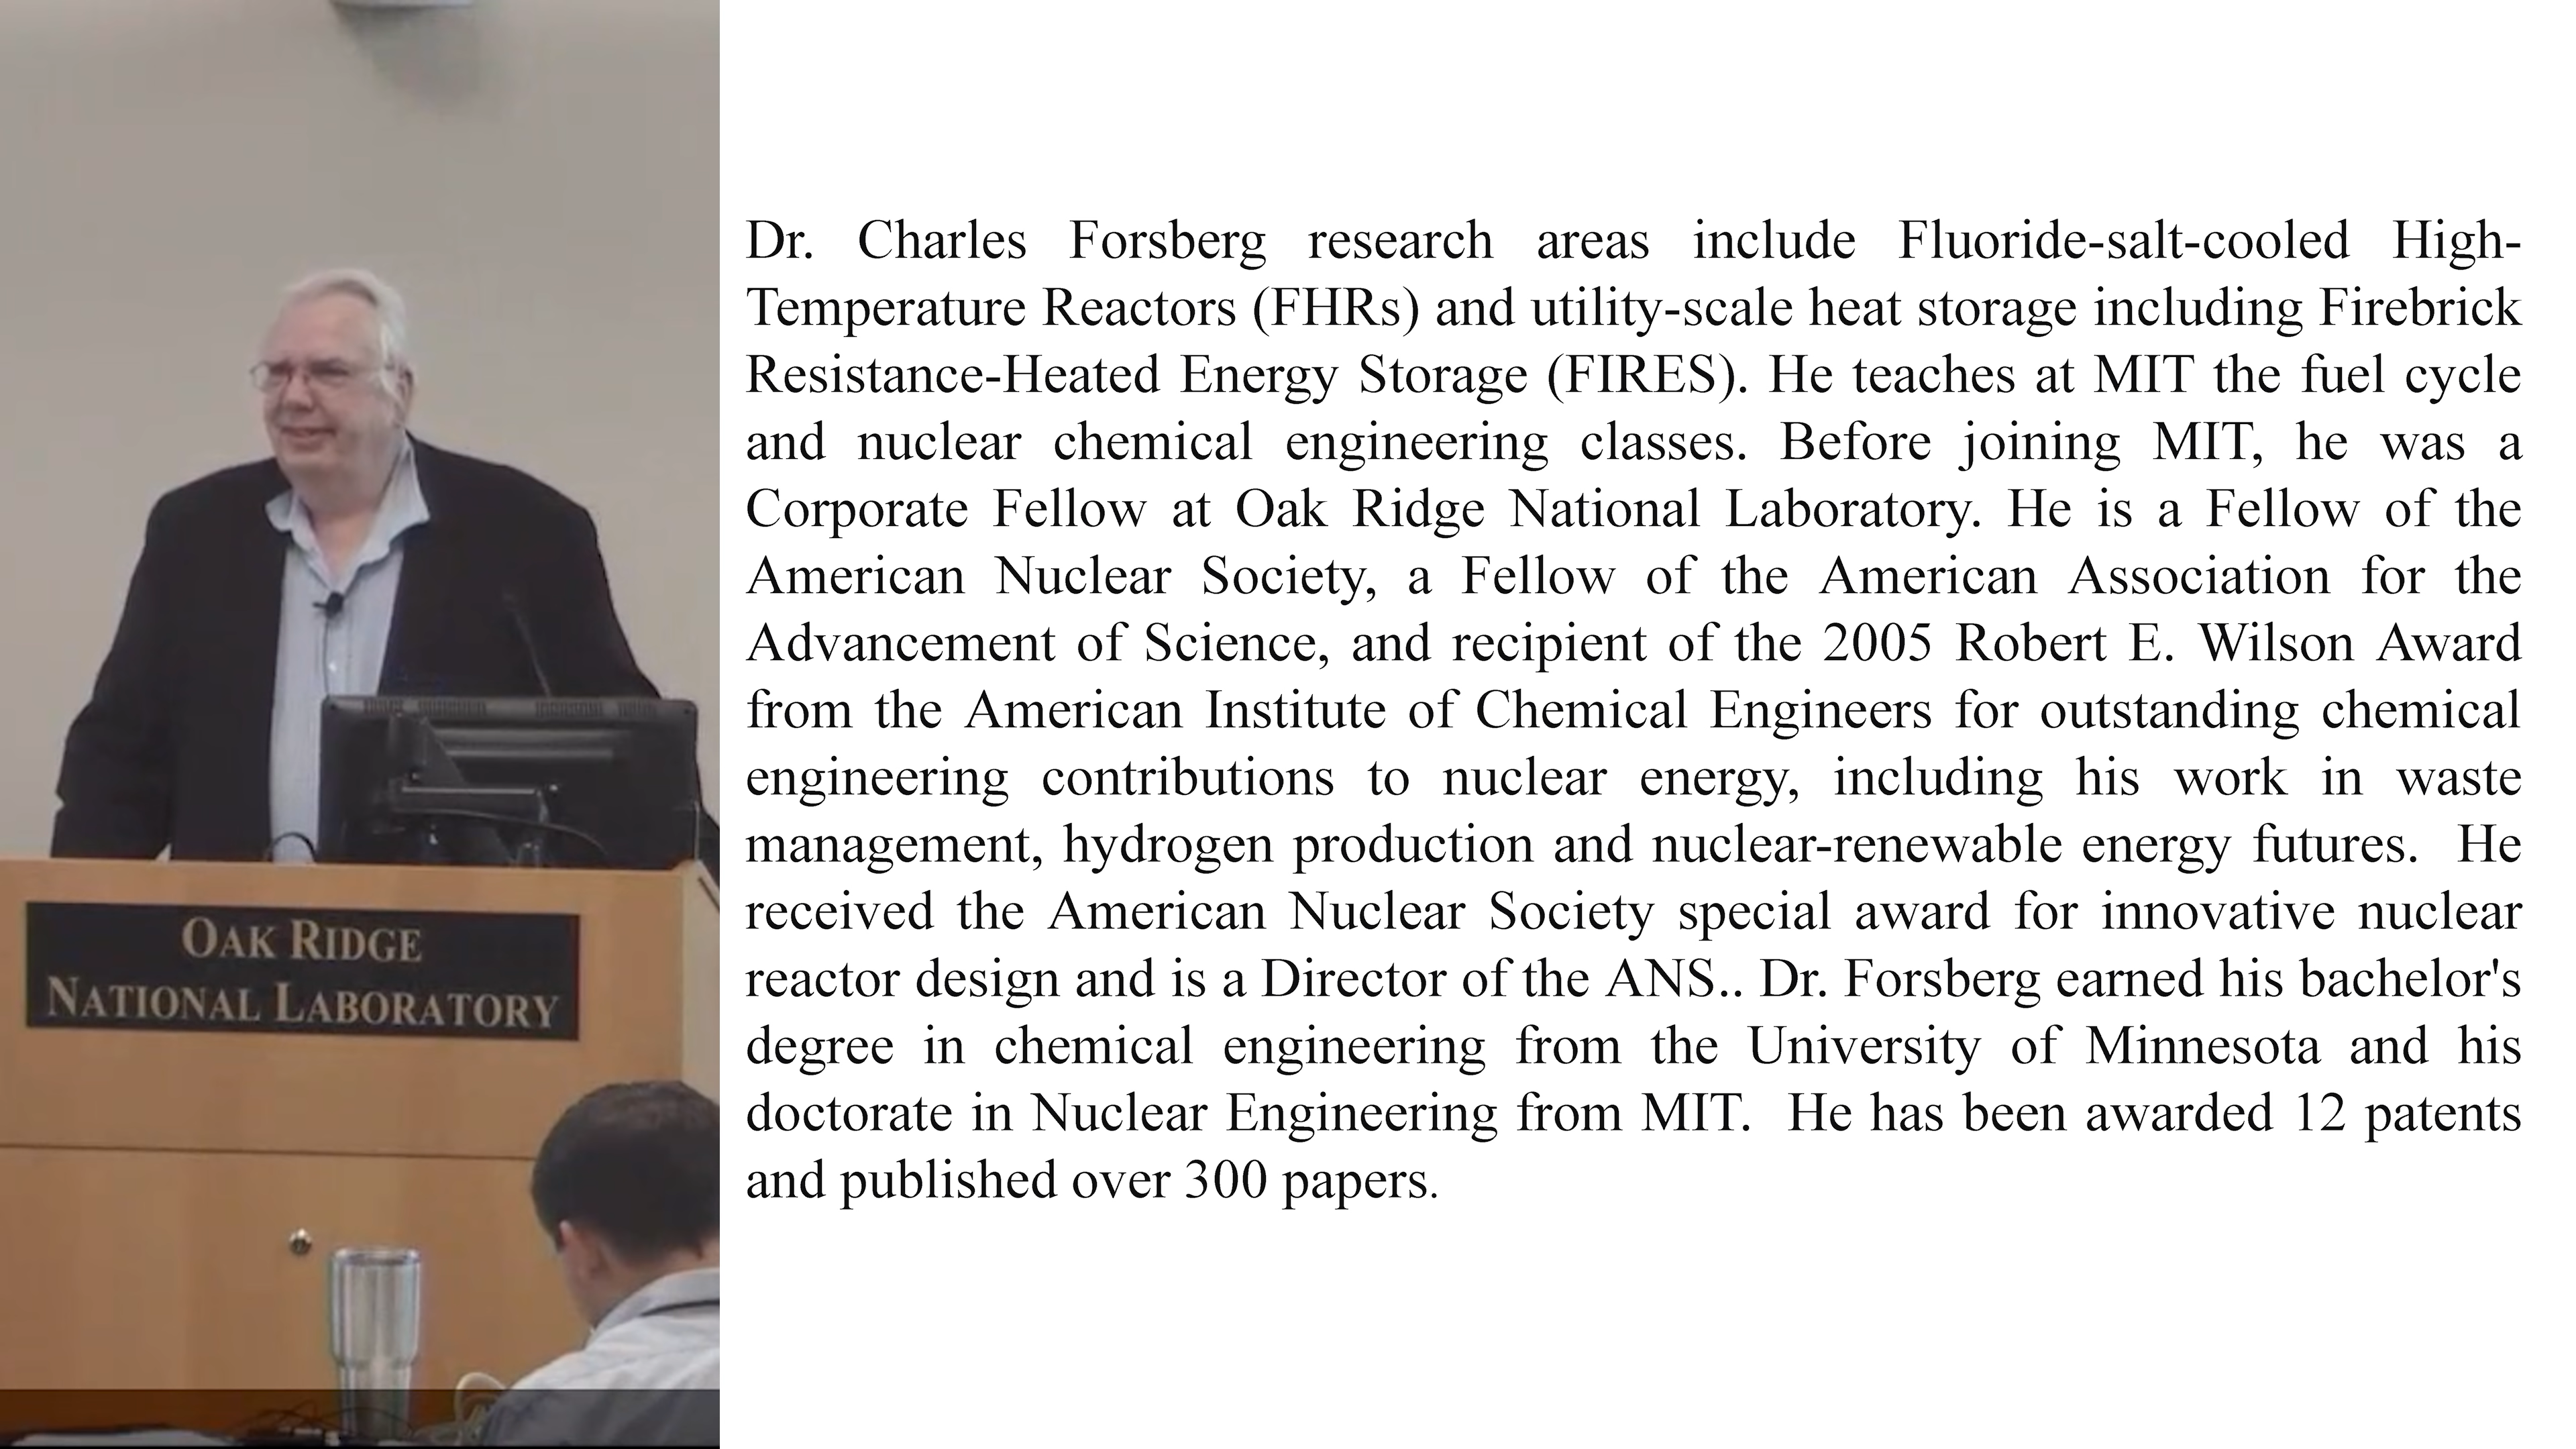 OAK RIDGE
NATIONAL LABORATORY
Dr. Charles Forsberg research areas include Fluoride-salt-cooled High-
Temperature Reactors (FHRs) and utility-scale heat storage including Firebrick
Resistance-Heated Energy Storage (FIRES). He teaches at MIT the fuel cycle
and nuclear chemical engineering classes. Before joining MIT, he was a
Corporate Fellow at Oak Ridge National Laboratory. He is a Fellow of the
American Nuclear Society, a Fellow of the American Association for the
Advancement of Science, and recipient of the 2005 Robert E. Wilson Award
from the American Institute of Chemical Engineers for outstanding chemical
engineering contributions to nuclear energy, including his work in waste
management, hydrogen production and nuclear-renewable energy futures.  He
received the American Nuclear Society special award for innovative nuclear
reactor design and is a Director of the ANS.. Dr. Forsberg earned his bachelor's
degree in chemical engineering from the University of Minnesota and his
doctorate in Nuclear Engineering from MIT.  He has been awarded 12 patents
and published over 300 papers.